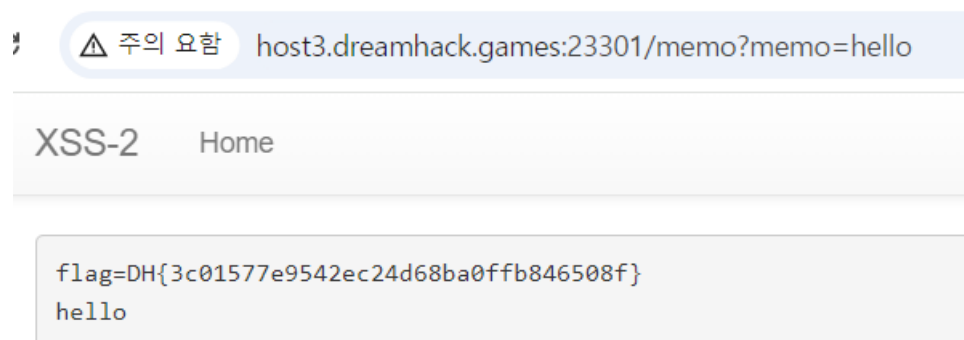 주의 요함 host3.dreamhack.games:23301/memo?memo=hello
XSS-2 Home
flag=DH{3c01577e9542ec24d68ba0ffb846508f}
hello